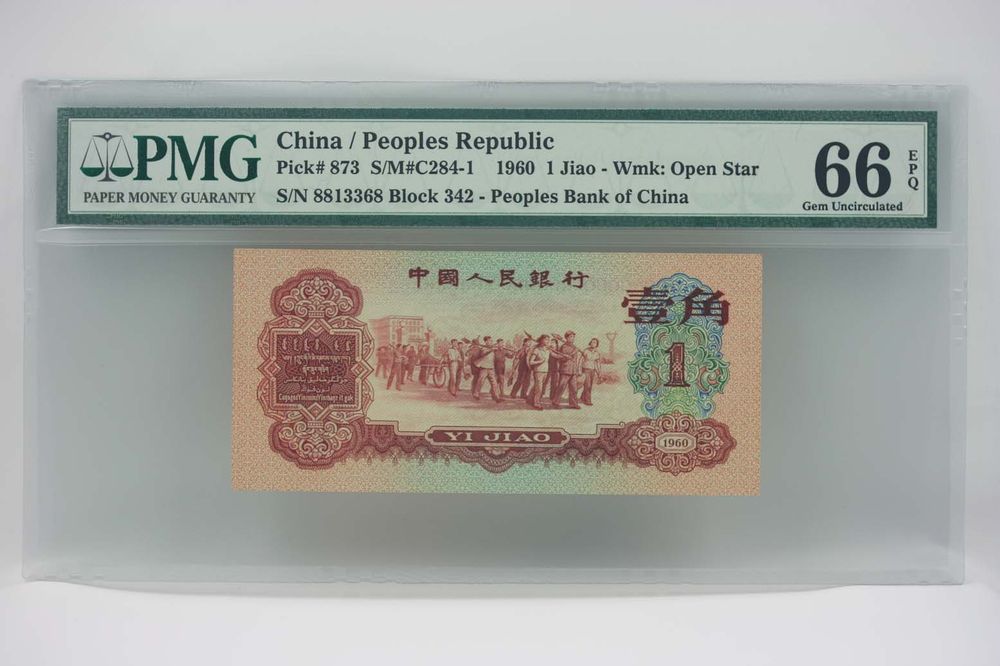 PMG
PAPER MONEY GUARANTY
China / Peoples Republic
Pick# 873 S/M#C284-1 1960 1 Jiao - Wmk: Open Star
S/N 8813368 Block 342 - Peoples Bank of China
66
EPQ
Gem Uncirculated
中國人民銀行
壹角
1
YI JIAO
1960